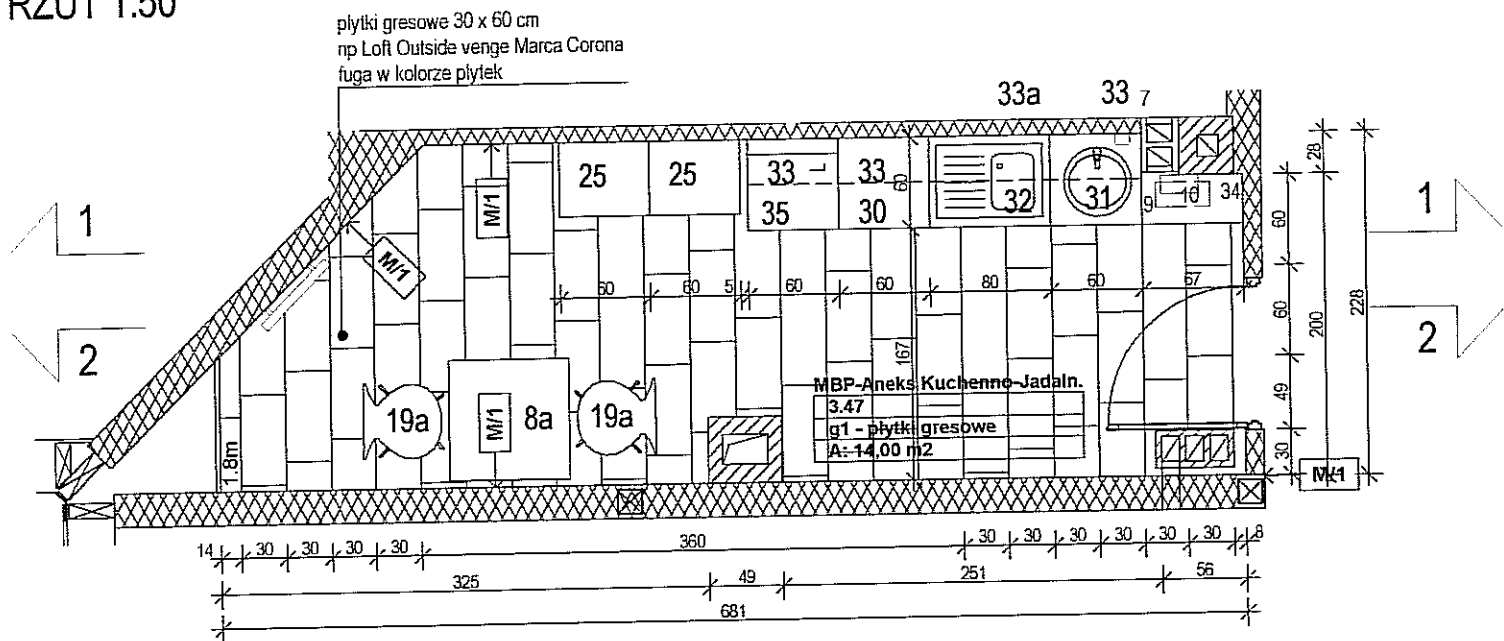 RZUT 1:50
płytki gresowe 30 x 60 cm
np Loft Outside venge Marca Corona
fuga w kolorze płytek
33a 33 7
25 25 33 L 33 60 32 31 9 10 34
35 30
28
228
60
M/1
M/1
1 1
60 60 5 60 60 80 60 67
60
200
2 2
167
49
MBP-Aneks Kuchenno-Jadaln.
3.47
g1 - płytki gresowe
A: 14,00 m2
19a M/1 8a 19a
1.8m
30
M/1
14 30 30 30 30 360 30 30 30 30 30 30 8
325 49 251 56
681